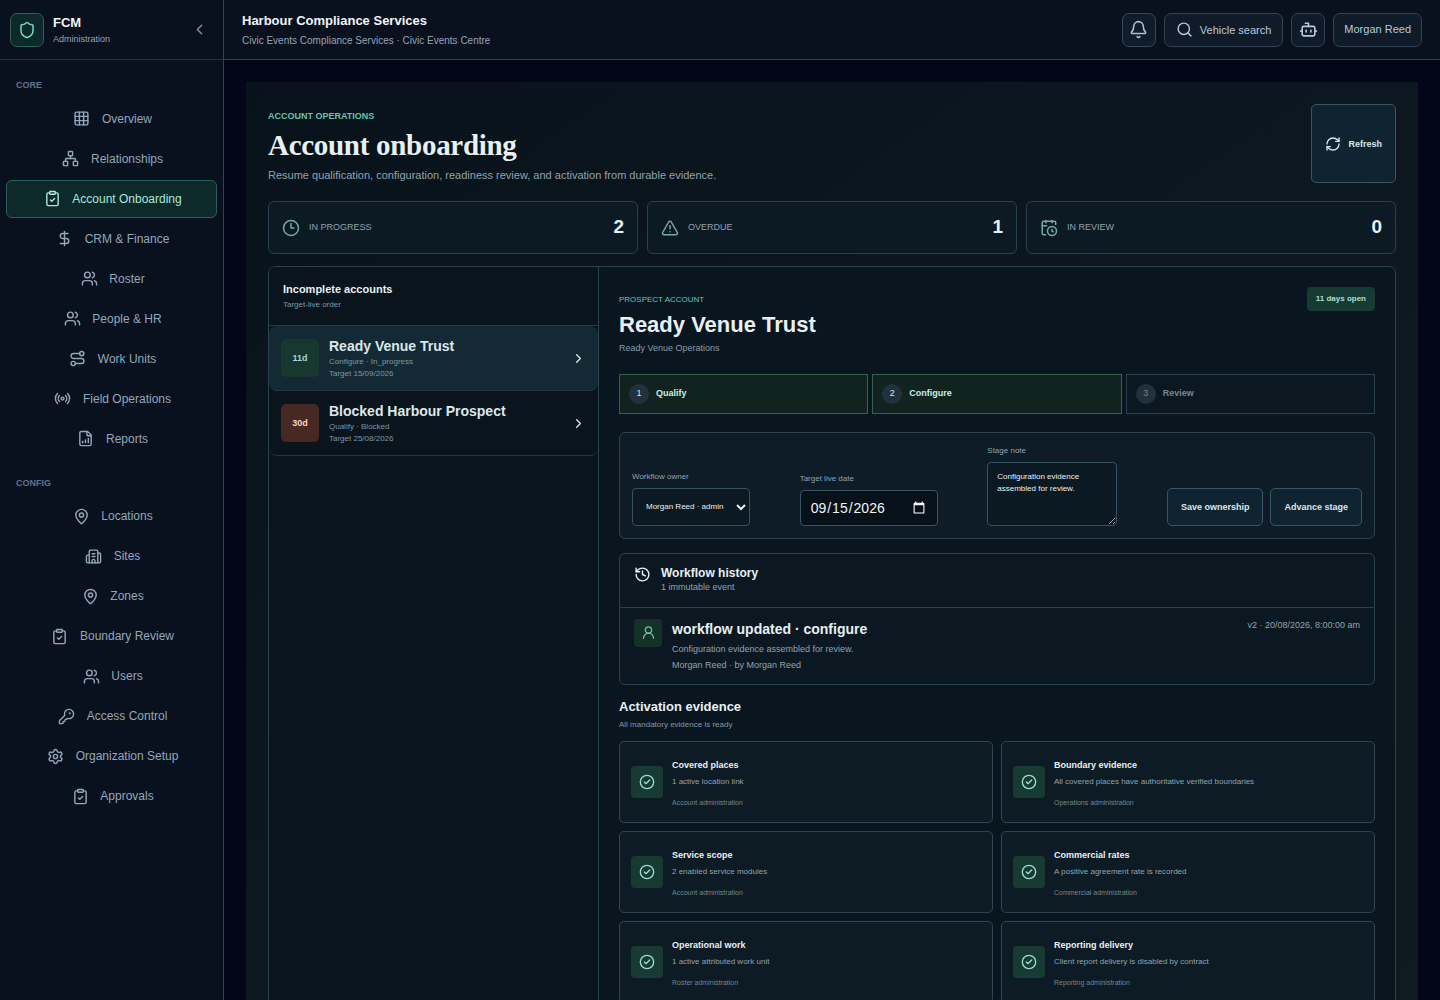 FCM
Administration
Harbour Compliance Services
Civic Events Compliance Services · Civic Events Centre
Vehicle search
Morgan Reed
CORE
Overview
Relationships
Account Onboarding
CRM & Finance
Roster
People & HR
Work Units
Field Operations
Reports
CONFIG
Locations
Sites
Zones
Boundary Review
Users
Access Control
Organization Setup
Approvals
ACCOUNT OPERATIONS
Account onboarding
Resume qualification, configuration, readiness review, and activation from durable evidence.
Refresh
IN PROGRESS 2
OVERDUE 1
IN REVIEW 0
Incomplete accounts
Target-live order
11d
Ready Venue Trust
Configure · In_progress
Target 15/09/2026
30d
Blocked Harbour Prospect
Qualify · Blocked
Target 25/08/2026
PROSPECT ACCOUNT
11 days open
Ready Venue Trust
Ready Venue Operations
1 Qualify
2 Configure
3 Review
Workflow owner
Morgan Reed · admin
Target live date
09/15/2026
Stage note
Configuration evidence
assembled for review.
Save ownership
Advance stage
Workflow history
1 immutable event
workflow updated · configure
v2 · 20/08/2026, 8:00:00 am
Configuration evidence assembled for review.
Morgan Reed · by Morgan Reed
Activation evidence
All mandatory evidence is ready
Covered places
1 active location link
Account administration
Boundary evidence
All covered places have authoritative verified boundaries
Operations administration
Service scope
2 enabled service modules
Account administration
Commercial rates
A positive agreement rate is recorded
Commercial administration
Operational work
1 active attributed work unit
Roster administration
Reporting delivery
Client report delivery is disabled by contract
Reporting administration